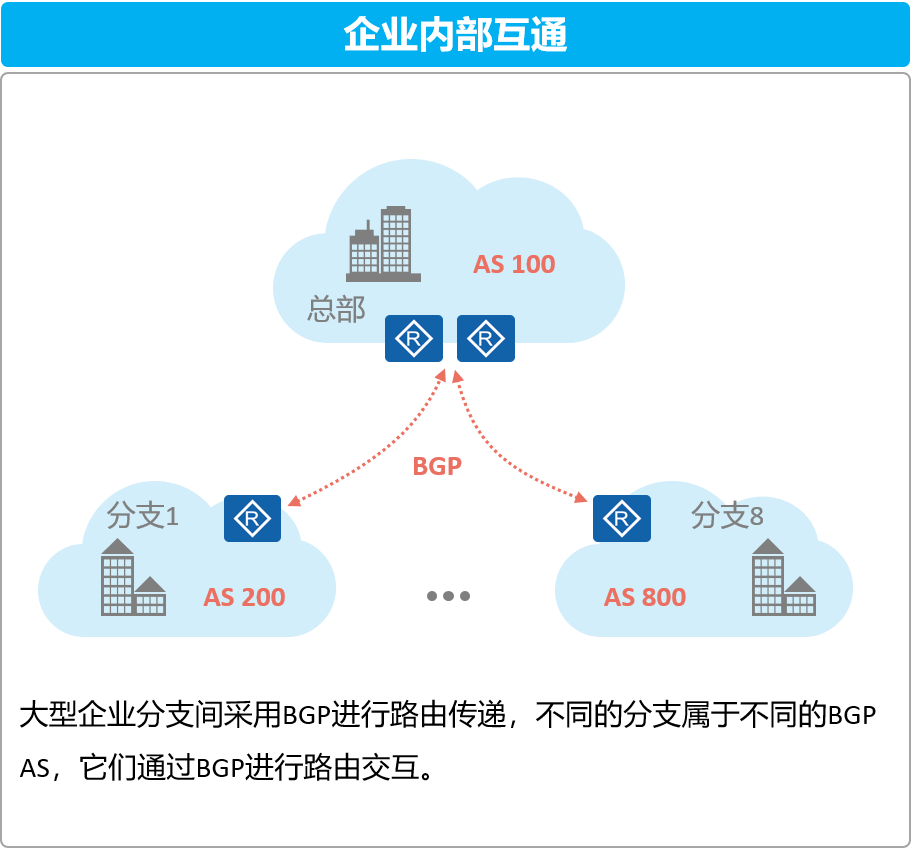 企业内部互通
AS 100
总部
R
R
BGP
分支1
R
R
分支8
AS 200
•••
AS 800
大型企业分支间采用BGP进行路由传递，不同的分支属于不同的BGP
AS，它们通过BGP进行路由交互。